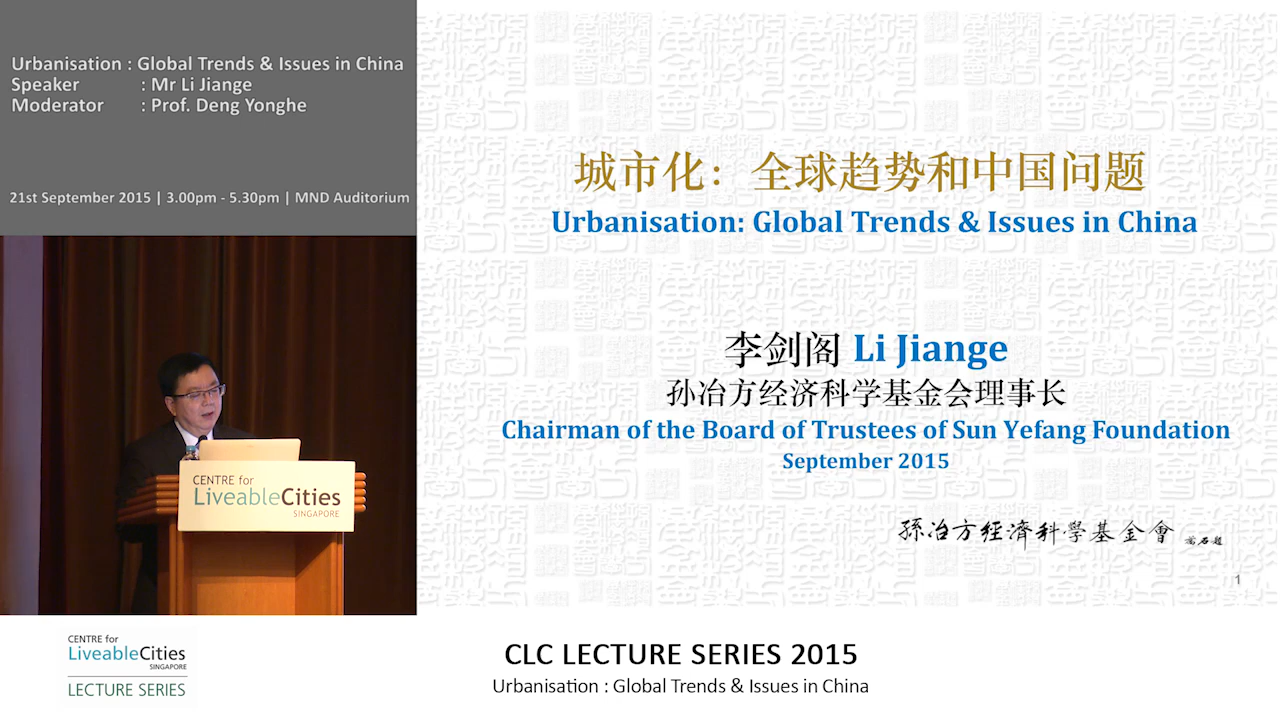 Urbanisation : Global Trends & Issues in China
Speaker : Mr Li Jiange
Moderator : Prof. Deng Yonghe
21st September 2015 | 3.00pm - 5.30pm | MND Auditorium
CENTRE for
LiveableCities
SINGAPORE
城市化：全球趋势和中国问题
Urbanisation: Global Trends & Issues in China
李剑阁 Li Jiange
孙冶方经济科学基金会理事长
Chairman of the Board of Trustees of Sun Yefang Foundation
September 2015
孫冶方經濟科學基金會
1
CENTRE for
LiveableCities
SINGAPORE
LECTURE SERIES
CLC LECTURE SERIES 2015
Urbanisation : Global Trends & Issues in China